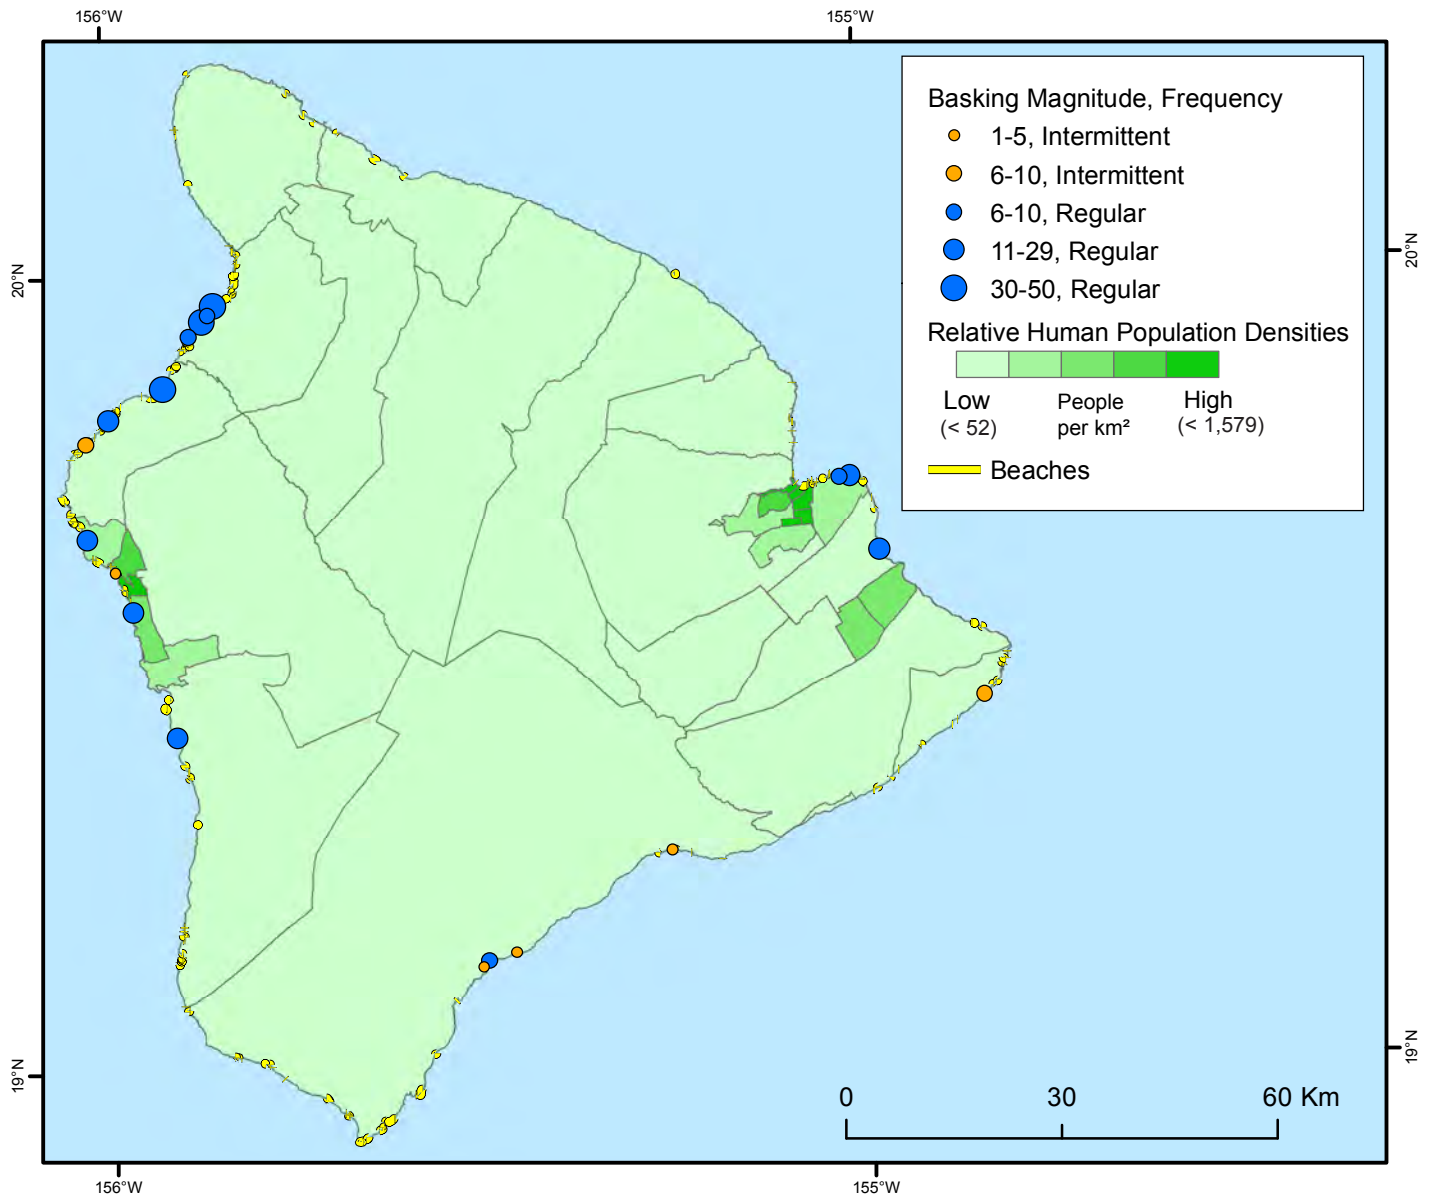 156°W
155°W
Basking Magnitude, Frequency
1-5, Intermittent
6-10, Intermittent
6-10, Regular
11-29, Regular
30-50, Regular
Relative Human Population Densities
Low
People
High
(< 52)
per km²
(< 1,579)
Beaches
20°N
20°N
19°N
19°N
0
30
60 Km
156°W
155°W